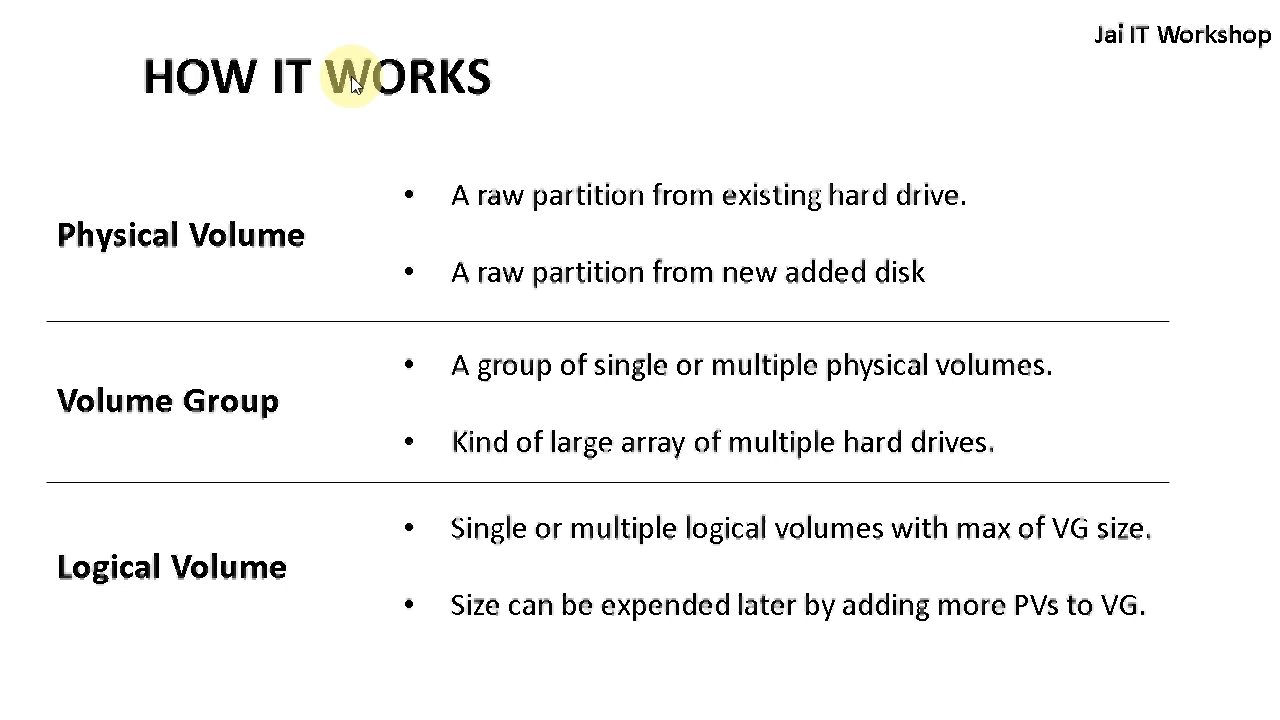 Jai IT Workshop
HOW IT WORKS
Physical Volume
• A raw partition from existing hard drive.
• A raw partition from new added disk
Volume Group
• A group of single or multiple physical volumes.
• Kind of large array of multiple hard drives.
Logical Volume
• Single or multiple logical volumes with max of VG size.
• Size can be expended later by adding more PVs to VG.